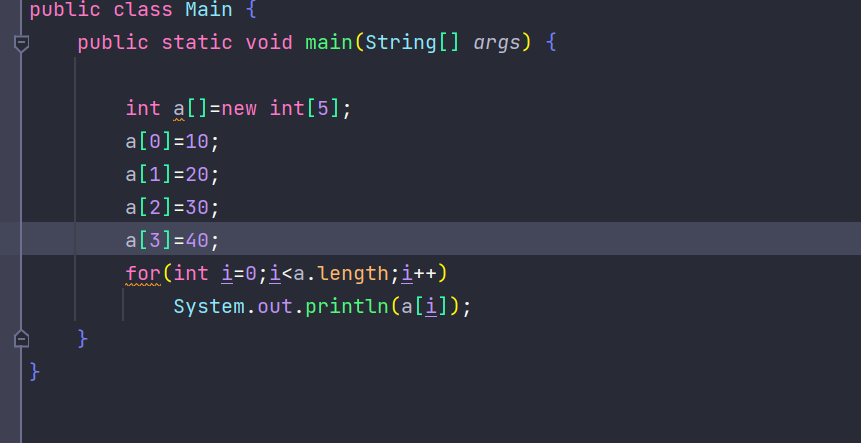 public class Main {
public static void main(String[] args) {
int a[]=new int[5];
a[0]=10;
a[1]=20;
a[2]=30;
a[3]=40;
for(int i=0;i<a.length;i++)
System.out.println(a[i]);
}
}